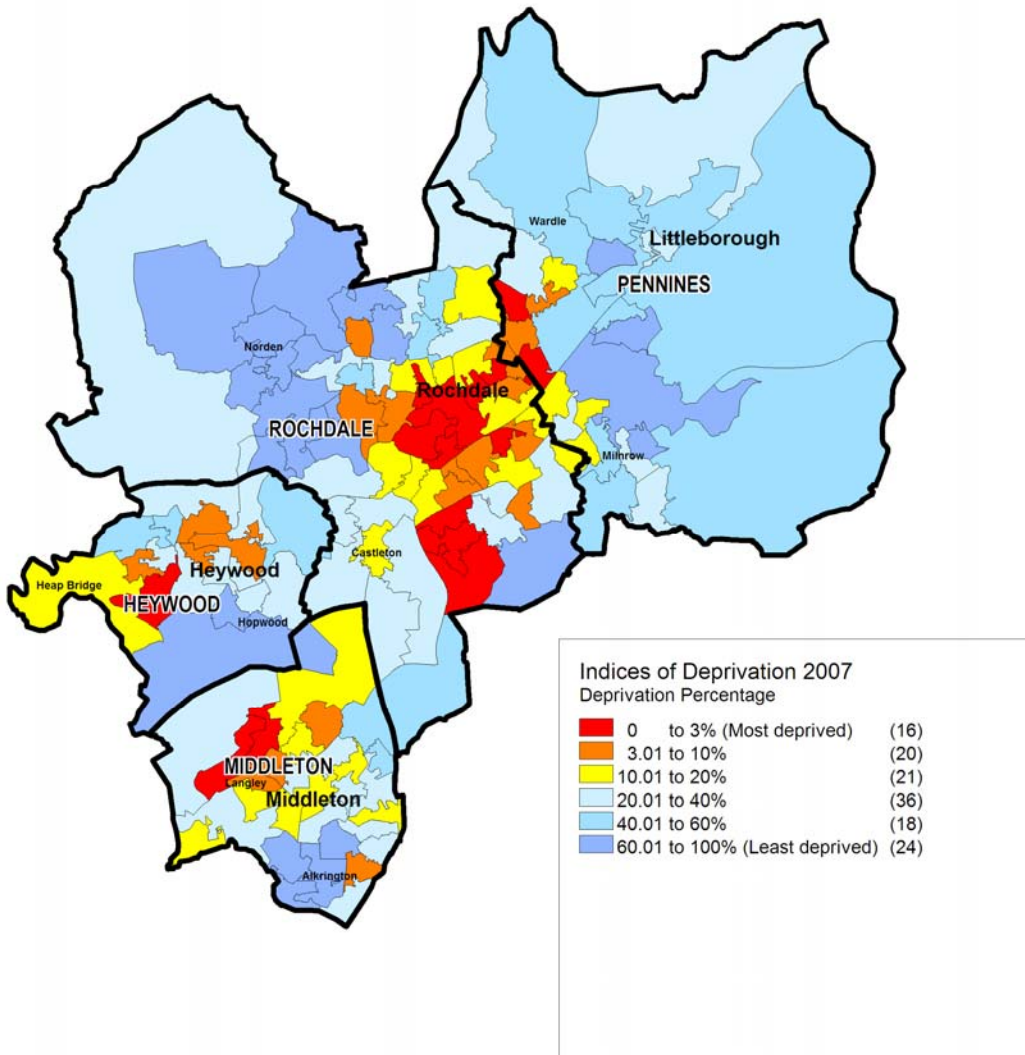 Wardle
Littleborough
PENNINES
Norden
Rochdale
ROCHDALE
Milnrow
Castleton
Heywood
Heap Bridge
HEYWOOD
Hopwood
MIDDLETON
Langley
Middleton
Alkrington
Indices of Deprivation 2007
Deprivation Percentage
0 to 3% (Most deprived) (16)
3.01 to 10% (20)
10.01 to 20% (21)
20.01 to 40% (36)
40.01 to 60% (18)
60.01 to 100% (Least deprived) (24)